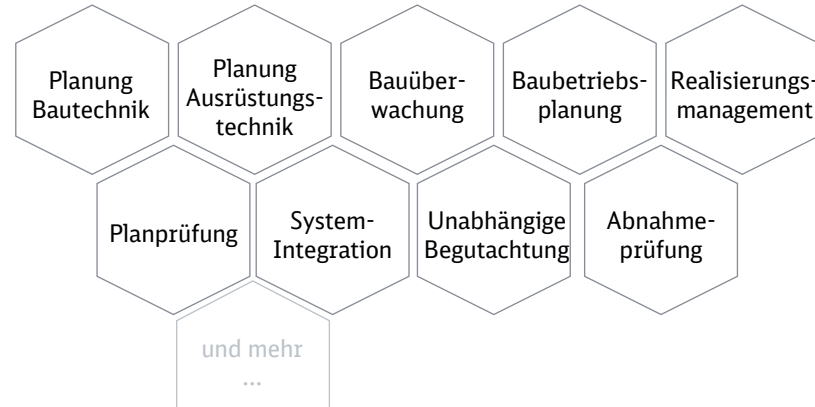 Planung
Bautechnik
Planung
Ausrüstungs-
technik
Bauüber-
wachung
Baubetriebs-
planung
Realisierungs-
management
Planprüfung
System-
Integration
Unabhängige
Begutachtung
Abnahme-
prüfung
und mehr
...